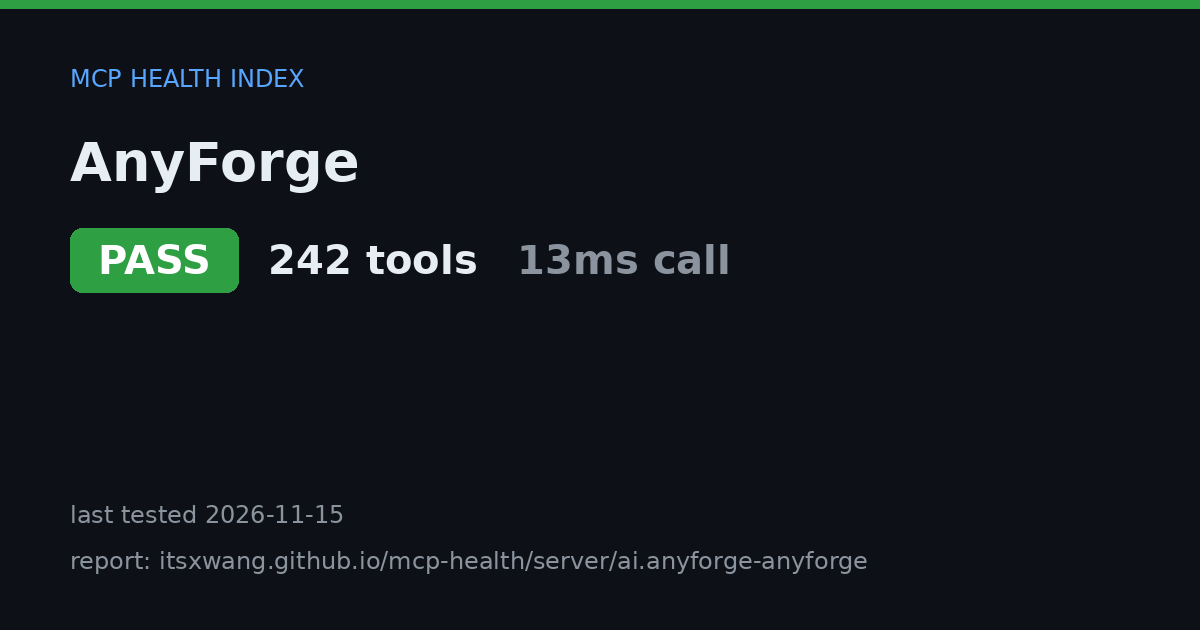 MCP HEALTH INDEX
AnyForge
PASS 242 tools 13ms call
last tested 2026-11-15
report: itsxwang.github.io/mcp-health/server/ai.anyforge-anyforge